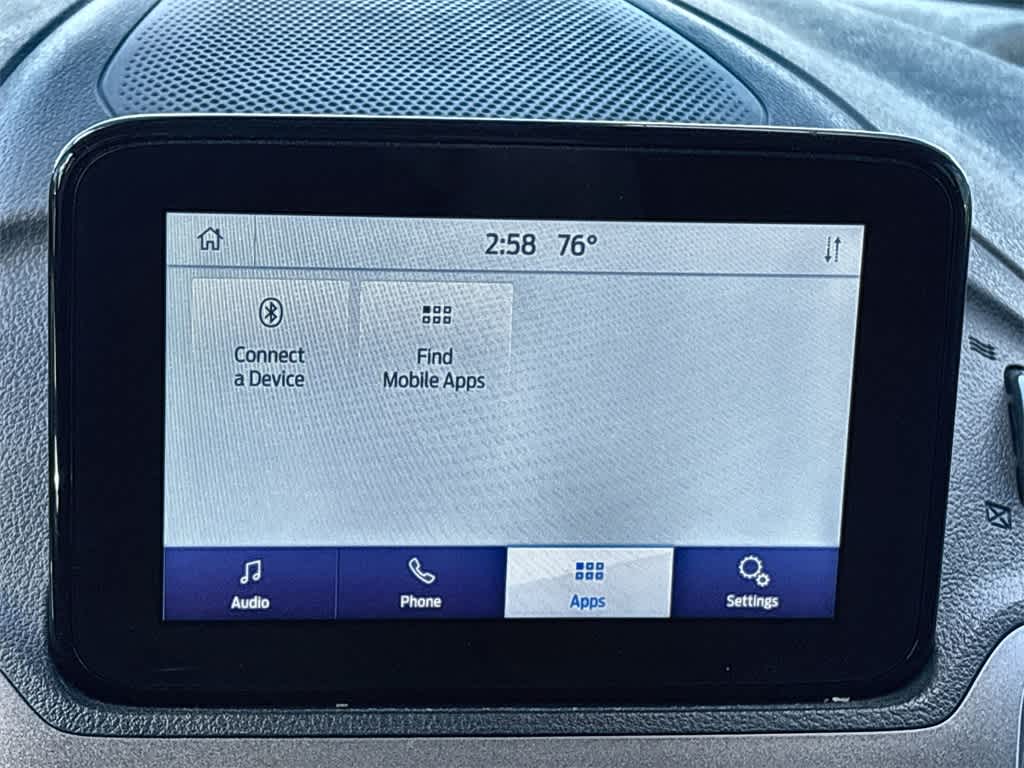 2:58 76°
Connect
a Device
Find
Mobile Apps
Audio
Phone
Apps
Settings